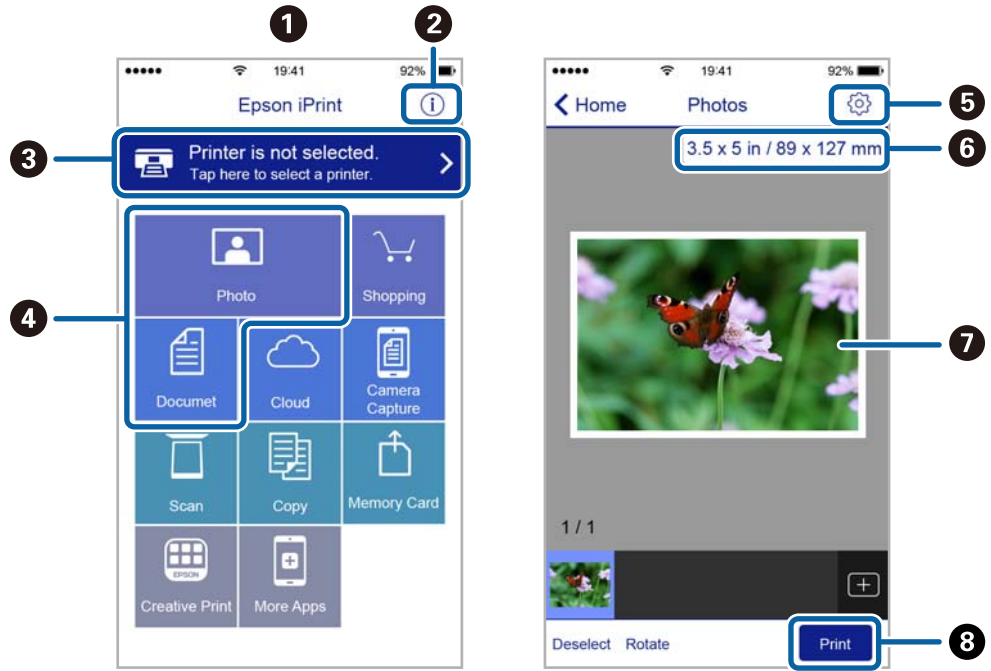 1
2
19:41
92%
Epson iPrint
i
3
Printer is not selected.
Tap here to select a printer.
4
Photo
Shopping
Documet
Cloud
Camera
Capture
Scan
Copy
Memory Card
EPSON
Creative Print
More Apps
19:41
92%
Home
Photos
5
3.5 x 5 in / 89 x 127 mm
6
7
1 / 1
Deselect
Rotate
Print
8